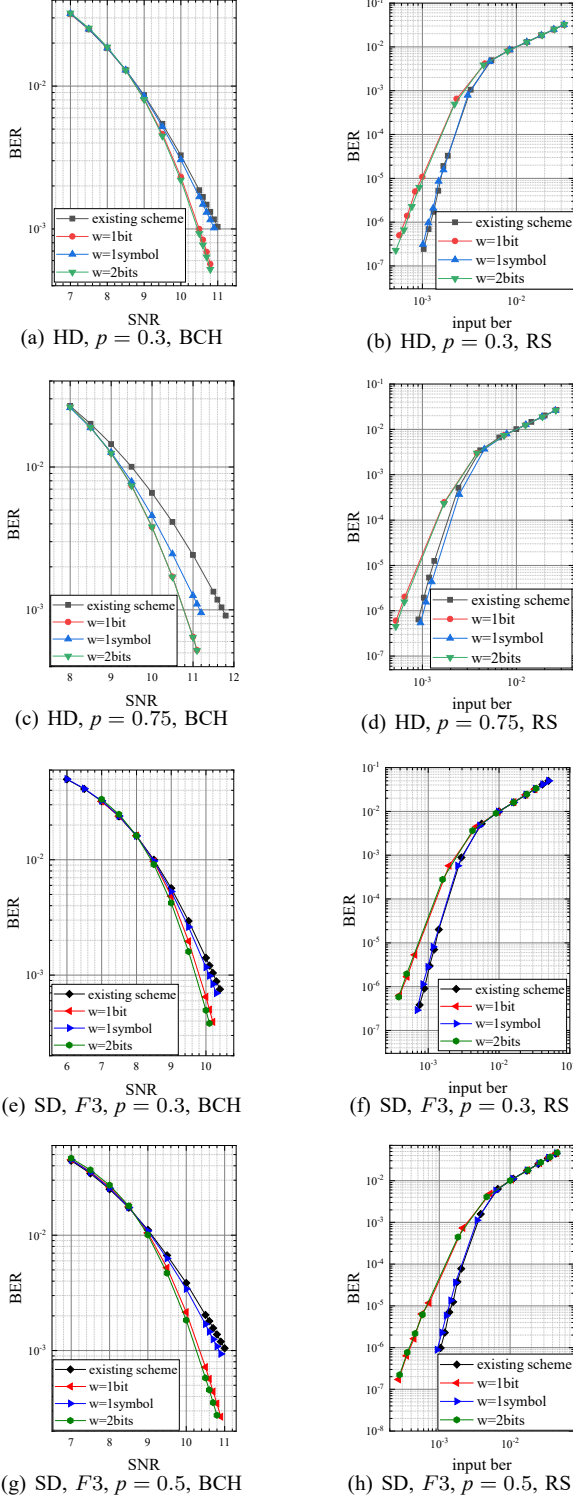 BER
10^-2
10^-3
existing scheme
w=1bit
w=1symbol
w=2bits
7 8 9 10 11
SNR
(a) HD, p = 0.3, BCH
BER
10^-1
10^-2
10^-3
10^-4
10^-5
10^-6
10^-7
existing scheme
w=1bit
w=1symbol
w=2bits
10^-3 10^-2
input ber
(b) HD, p = 0.3, RS
BER
10^-2
10^-3
existing scheme
w=1bit
w=1symbol
w=2bits
8 9 10 11 12
SNR
(c) HD, p = 0.75, BCH
BER
10^-1
10^-2
10^-3
10^-4
10^-5
10^-6
10^-7
existing scheme
w=1bit
w=1symbol
w=2bits
10^-3 10^-2
input ber
(d) HD, p = 0.75, RS
BER
10^-2
10^-3
existing scheme
w=1bit
w=1symbol
w=2bits
6 7 8 9 10
SNR
(e) SD, F3, p = 0.3, BCH
BER
10^-1
10^-2
10^-3
10^-4
10^-5
10^-6
10^-7
existing scheme
w=1bit
w=1symbol
w=2bits
10^-3 10^-2 10^-1
input ber
(f) SD, F3, p = 0.3, RS
BER
10^-2
10^-3
existing scheme
w=1bit
w=1symbol
w=2bits
7 8 9 10 11
SNR
(g) SD, F3, p = 0.5, BCH
BER
10^-2
10^-3
10^-4
10^-5
10^-6
10^-7
10^-8
existing scheme
w=1bit
w=1symbol
w=2bits
10^-3 10^-2
input ber
(h) SD, F3, p = 0.5, RS